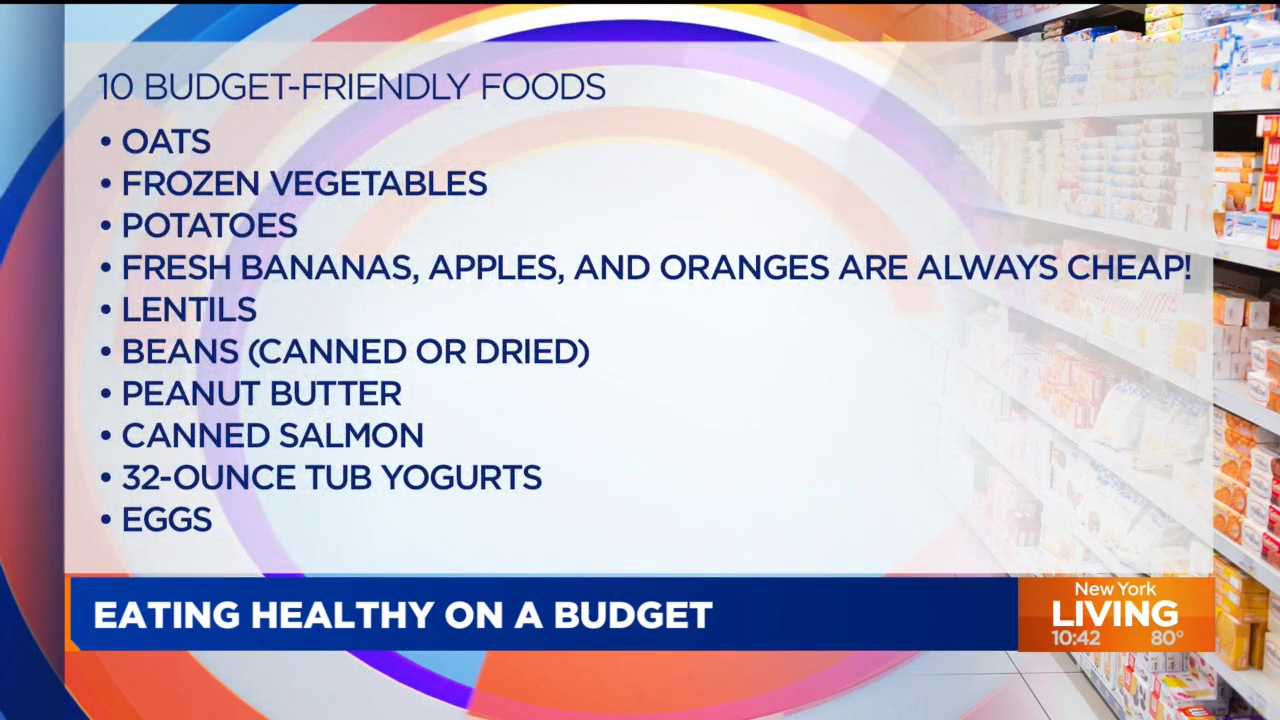 10 BUDGET-FRIENDLY FOODS
• OATS
• FROZEN VEGETABLES
• POTATOES
• FRESH BANANAS, APPLES, AND ORANGES ARE ALWAYS CHEAP!
• LENTILS
• BEANS (CANNED OR DRIED)
• PEANUT BUTTER
• CANNED SALMON
• 32-OUNCE TUB YOGURTS
• EGGS
EATING HEALTHY ON A BUDGET
New York
LIVING
10:42 80°